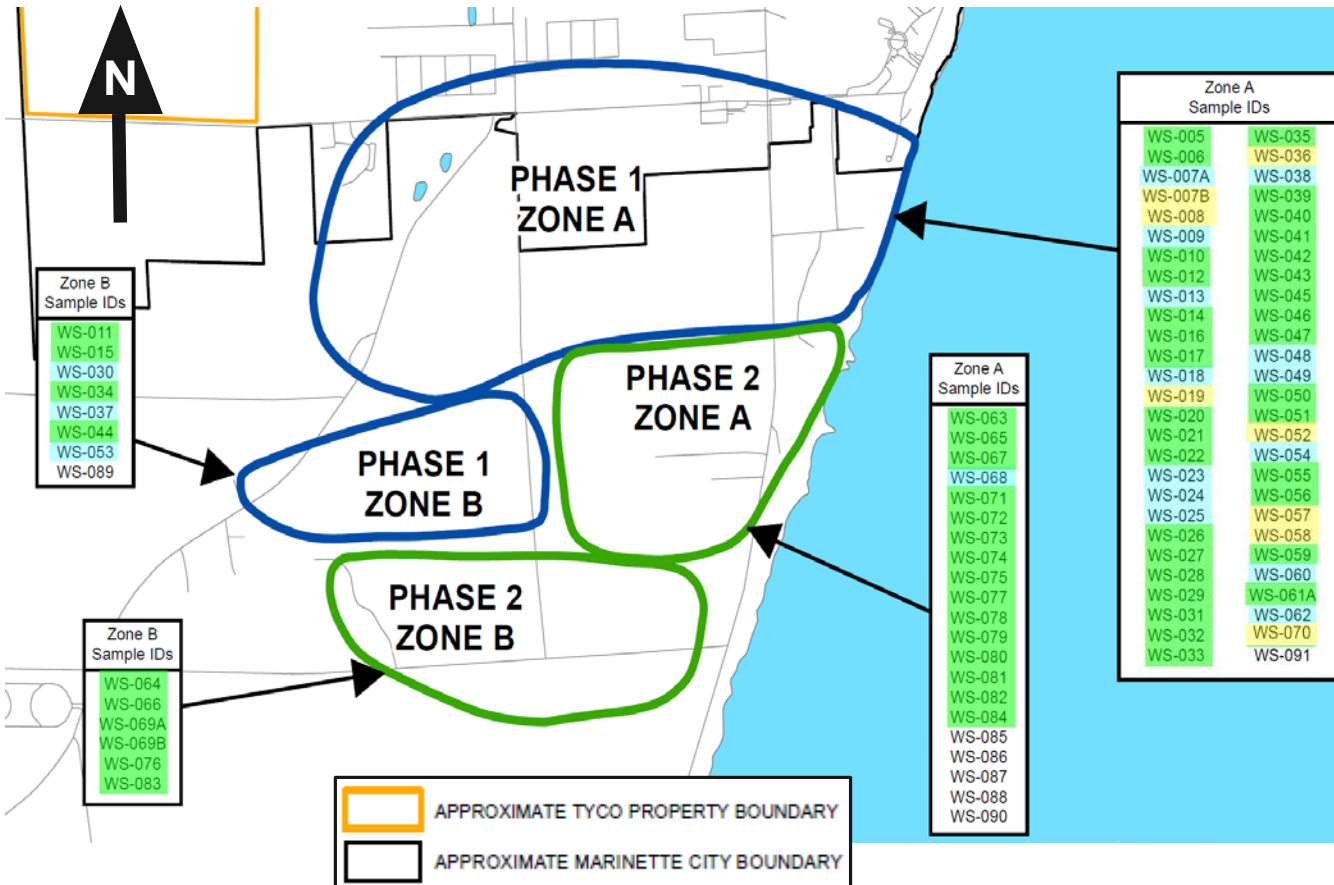 N
PHASE 1
ZONE A
PHASE 2
ZONE A
PHASE 1
ZONE B
PHASE 2
ZONE B
Zone B
Sample IDs
WS-011
WS-015
WS-030
WS-034
WS-037
WS-044
WS-053
WS-089
Zone B
Sample IDs
WS-064
WS-066
WS-069A
WS-069B
WS-076
WS-083
Zone A
Sample IDs
WS-063
WS-065
WS-067
WS-068
WS-071
WS-072
WS-073
WS-074
WS-075
WS-077
WS-078
WS-079
WS-080
WS-081
WS-082
WS-084
WS-085
WS-086
WS-087
WS-088
WS-090
Zone A
Sample IDs
WS-005 WS-035
WS-006 WS-036
WS-007A WS-038
WS-007B WS-039
WS-008 WS-040
WS-009 WS-041
WS-010 WS-042
WS-012 WS-043
WS-013 WS-045
WS-014 WS-046
WS-016 WS-047
WS-017 WS-048
WS-018 WS-049
WS-019 WS-050
WS-020 WS-051
WS-021 WS-052
WS-022 WS-054
WS-023 WS-055
WS-024 WS-056
WS-025 WS-057
WS-026 WS-058
WS-027 WS-059
WS-028 WS-060
WS-029 WS-061A
WS-031 WS-062
WS-032 WS-070
WS-033 WS-091
APPROXIMATE TYCO PROPERTY BOUNDARY
APPROXIMATE MARINETTE CITY BOUNDARY